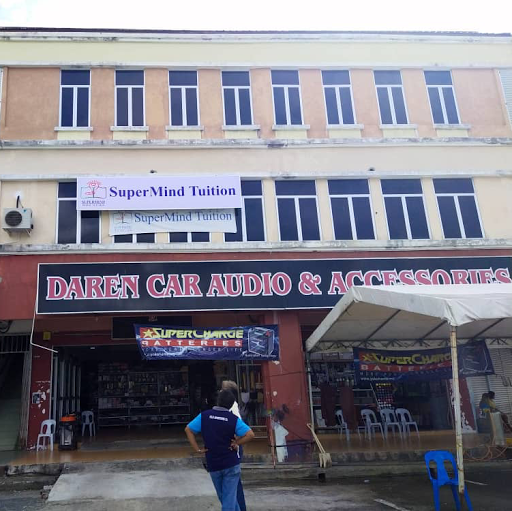 SuperMind Tuition
SuperMind Tuition
DAREN CAR AUDIO & ACCESSORIES
SUPERCHARGE
BATTERIES
SUPERCHARGE
BATTERIES